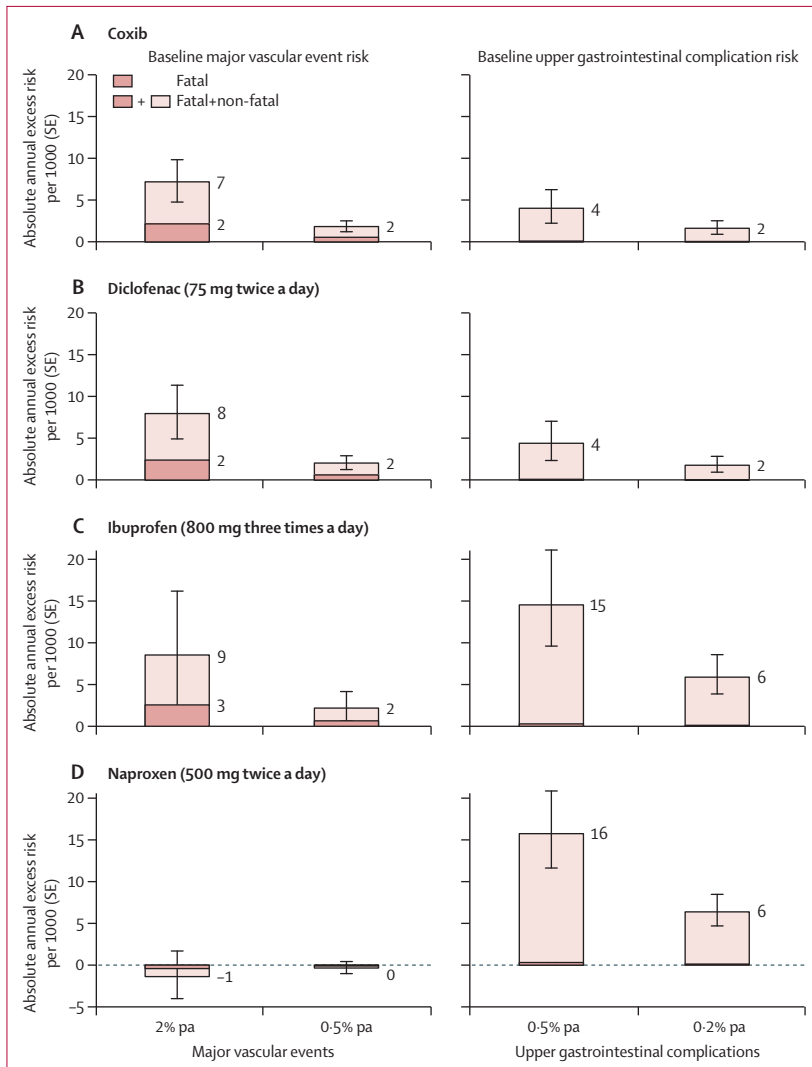 A Coxib
Baseline major vascular event risk
Baseline upper gastrointestinal complication risk
Fatal
+ Fatal+non-fatal
Absolute annual excess risk
per 1000 (SE)
20
15
10
5
0
7
2
2
4
2
B Diclofenac (75 mg twice a day)
Absolute annual excess risk
per 1000 (SE)
20
15
10
5
0
8
2
2
4
2
C Ibuprofen (800 mg three times a day)
Absolute annual excess risk
per 1000 (SE)
20
15
10
5
0
9
3
2
15
6
D Naproxen (500 mg twice a day)
Absolute annual excess risk
per 1000 (SE)
20
15
10
5
0
−5
−1
0
16
6
2% pa
0·5% pa
0·5% pa
0·2% pa
Major vascular events
Upper gastrointestinal complications